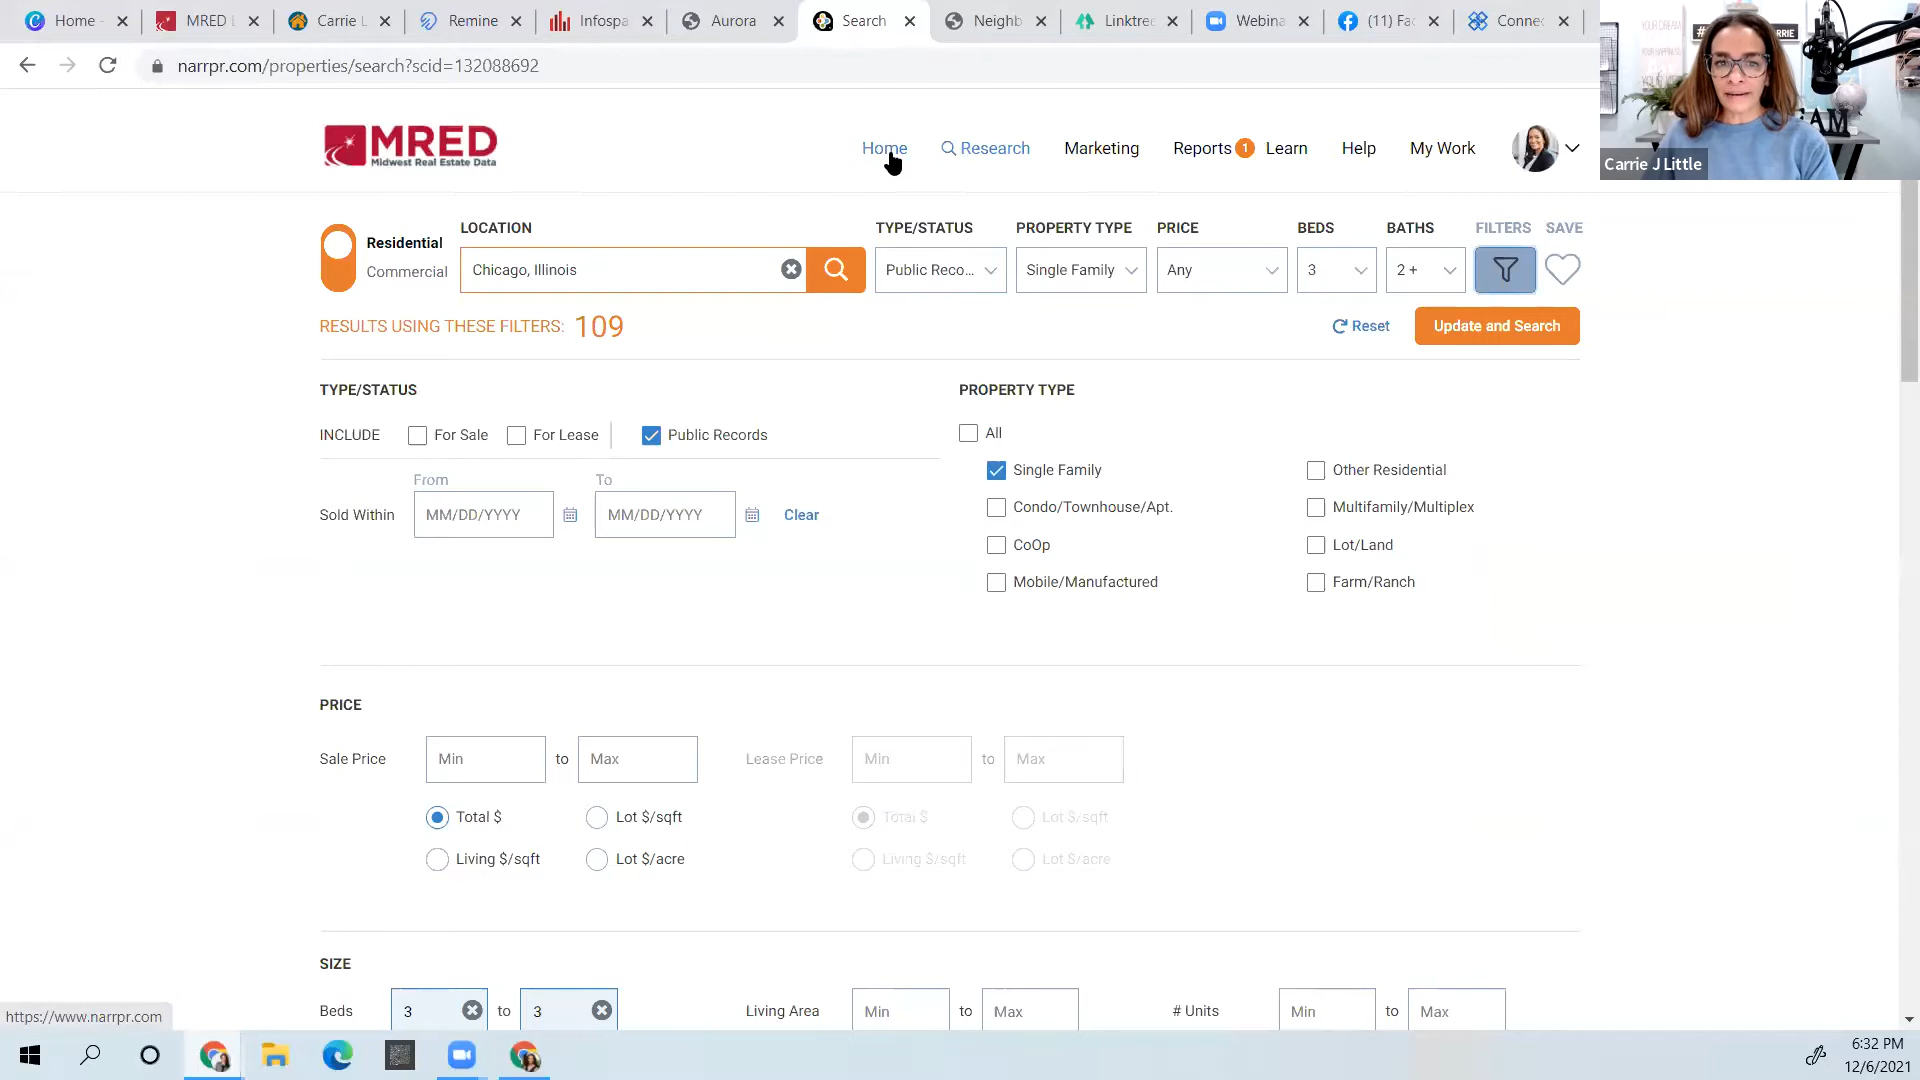 Home -
MRED
Carrie L
Remine
Infospa
Aurora
Search
Neighb
Linktree
Webina
(11) Fac
Connec
narrpr.com/properties/search?scid=132088692
Carrie J Little
MRED
Midwest Real Estate Data
Home
Research
Marketing
Reports 1
Learn
Help
My Work
Residential
Commercial
LOCATION
Chicago, Illinois
TYPE/STATUS
Public Reco...
PROPERTY TYPE
Single Family
PRICE
Any
BEDS
3
BATHS
2 +
FILTERS
SAVE
RESULTS USING THESE FILTERS: 109
Reset
Update and Search
TYPE/STATUS
INCLUDE
For Sale
For Lease
Public Records
From
To
Sold Within
MM/DD/YYYY
MM/DD/YYYY
Clear
PROPERTY TYPE
All
Single Family
Other Residential
Condo/Townhouse/Apt.
Multifamily/Multiplex
CoOp
Lot/Land
Mobile/Manufactured
Farm/Ranch
PRICE
Sale Price
Min
to
Max
Lease Price
Min
to
Max
Total $
Lot $/sqft
Total $
Lot $/sqft
Living $/sqft
Lot $/acre
Living $/sqft
Lot $/acre
SIZE
Beds
3
to
3
Living Area
Min
to
Max
# Units
Min
to
Max
https://www.narrpr.com
6:32 PM
12/6/2021